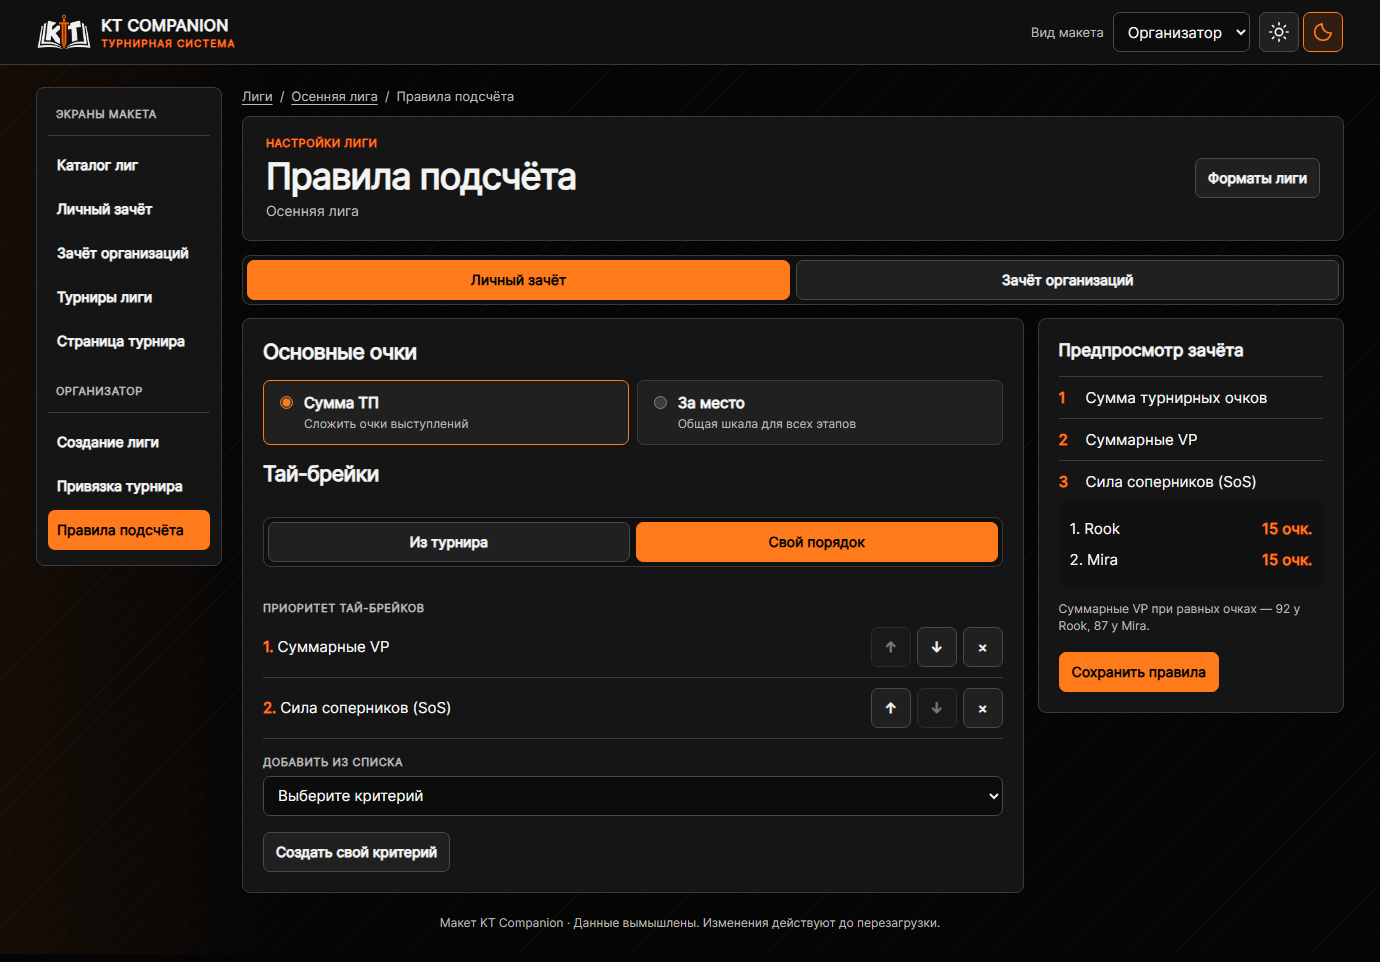 KT
KT COMPANION
ТУРНИРНАЯ СИСТЕМА
Вид макета
Организатор
ЭКРАНЫ МАКЕТА
Каталог лиг
Личный зачёт
Зачёт организаций
Турниры лиги
Страница турнира
ОРГАНИЗАТОР
Создание лиги
Привязка турнира
Правила подсчёта
Лиги / Осенняя лига / Правила подсчёта
НАСТРОЙКИ ЛИГИ
Правила подсчёта
Осенняя лига
Форматы лиги
Личный зачёт
Зачёт организаций
Основные очки
Сумма ТП
Сложить очки выступлений
За место
Общая шкала для всех этапов
Тай-брейки
Из турнира
Свой порядок
ПРИОРИТЕТ ТАЙ-БРЕЙКОВ
1. Суммарные VP
↑ ↓ ×
2. Сила соперников (SoS)
↑ ↓ ×
ДОБАВИТЬ ИЗ СПИСКА
Выберите критерий
Создать свой критерий
Предпросмотр зачёта
1 Сумма турнирных очков
2 Суммарные VP
3 Сила соперников (SoS)
1. Rook 15 очк.
2. Mira 15 очк.
Суммарные VP при равных очках — 92 у
Rook, 87 у Mira.
Сохранить правила
Макет KT Companion · Данные вымышлены. Изменения действуют до перезагрузки.